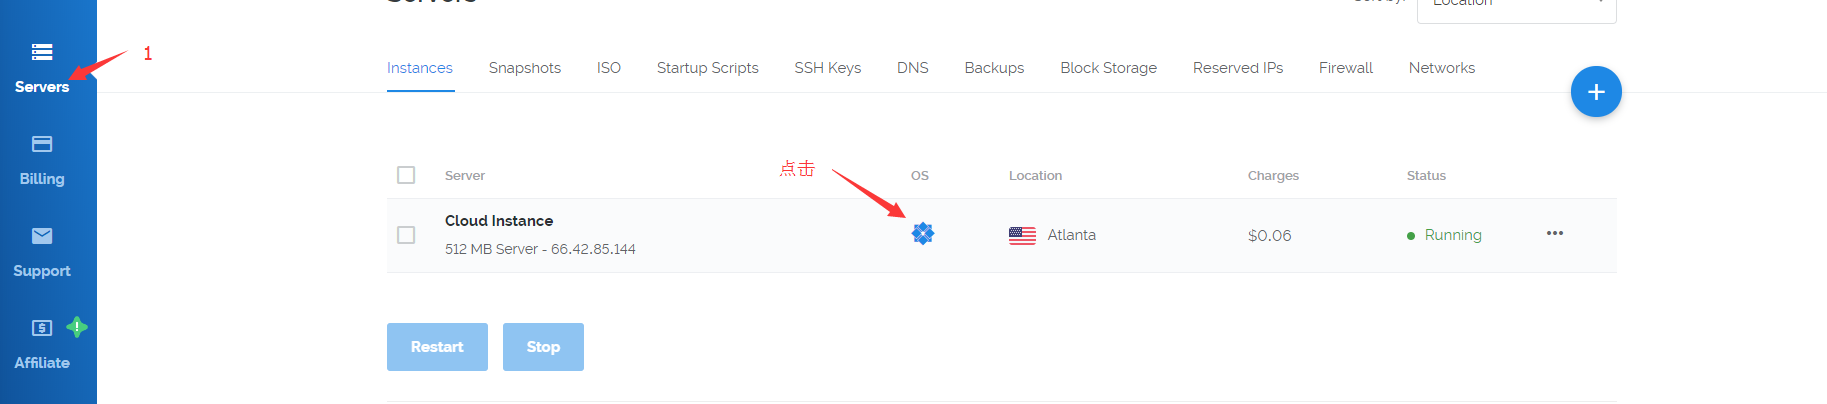 Servers
Sort by:
Location
1
Servers
Billing
Support
Affiliate
Instances Snapshots ISO Startup Scripts SSH Keys DNS Backups Block Storage Reserved IPs Firewall Networks
点击
Server OS Location Charges Status
Cloud Instance
512 MB Server - 66.42.85.144
Atlanta $0.06 Running
Restart Stop